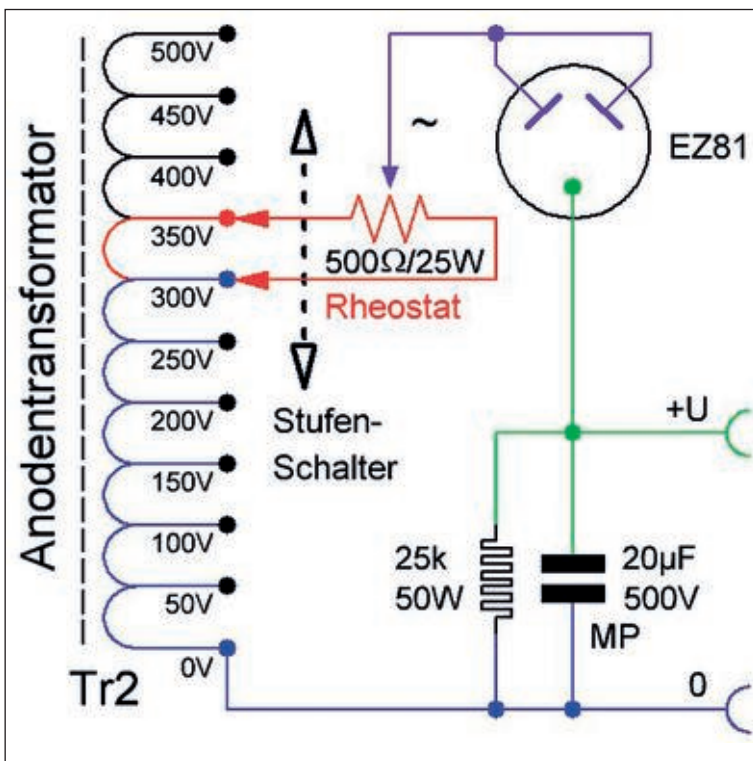 Anodentransformator
Tr2
500V
450V
400V
350V
300V
250V
200V
150V
100V
50V
0V
~
EZ81
500Ω/25W
Rheostat
Stufen-
Schalter
+U
25k
50W
20µF
500V
MP
0